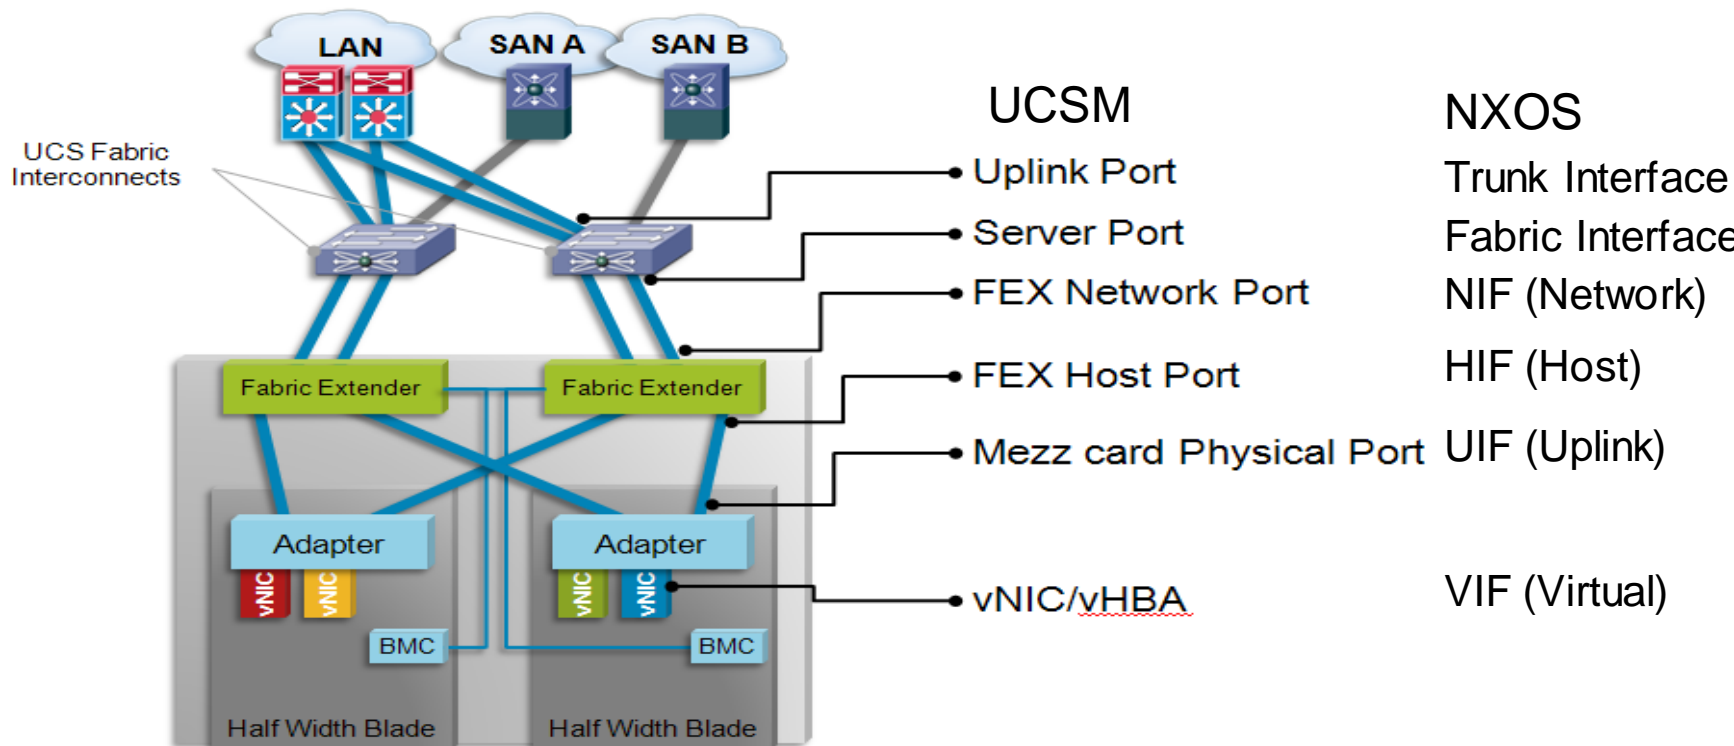 LAN
SAN A
SAN B
UCSM
NXOS
UCS Fabric
Interconnects
Uplink Port
Trunk Interface
Server Port
Fabric Interface
FEX Network Port
NIF (Network)
Fabric Extender
Fabric Extender
FEX Host Port
HIF (Host)
Mezz card Physical Port
UIF (Uplink)
Adapter
Adapter
vNIC
vNIC
vNIC
vNIC
vNIC/vHBA
VIF (Virtual)
BMC
BMC
Half Width Blade
Half Width Blade